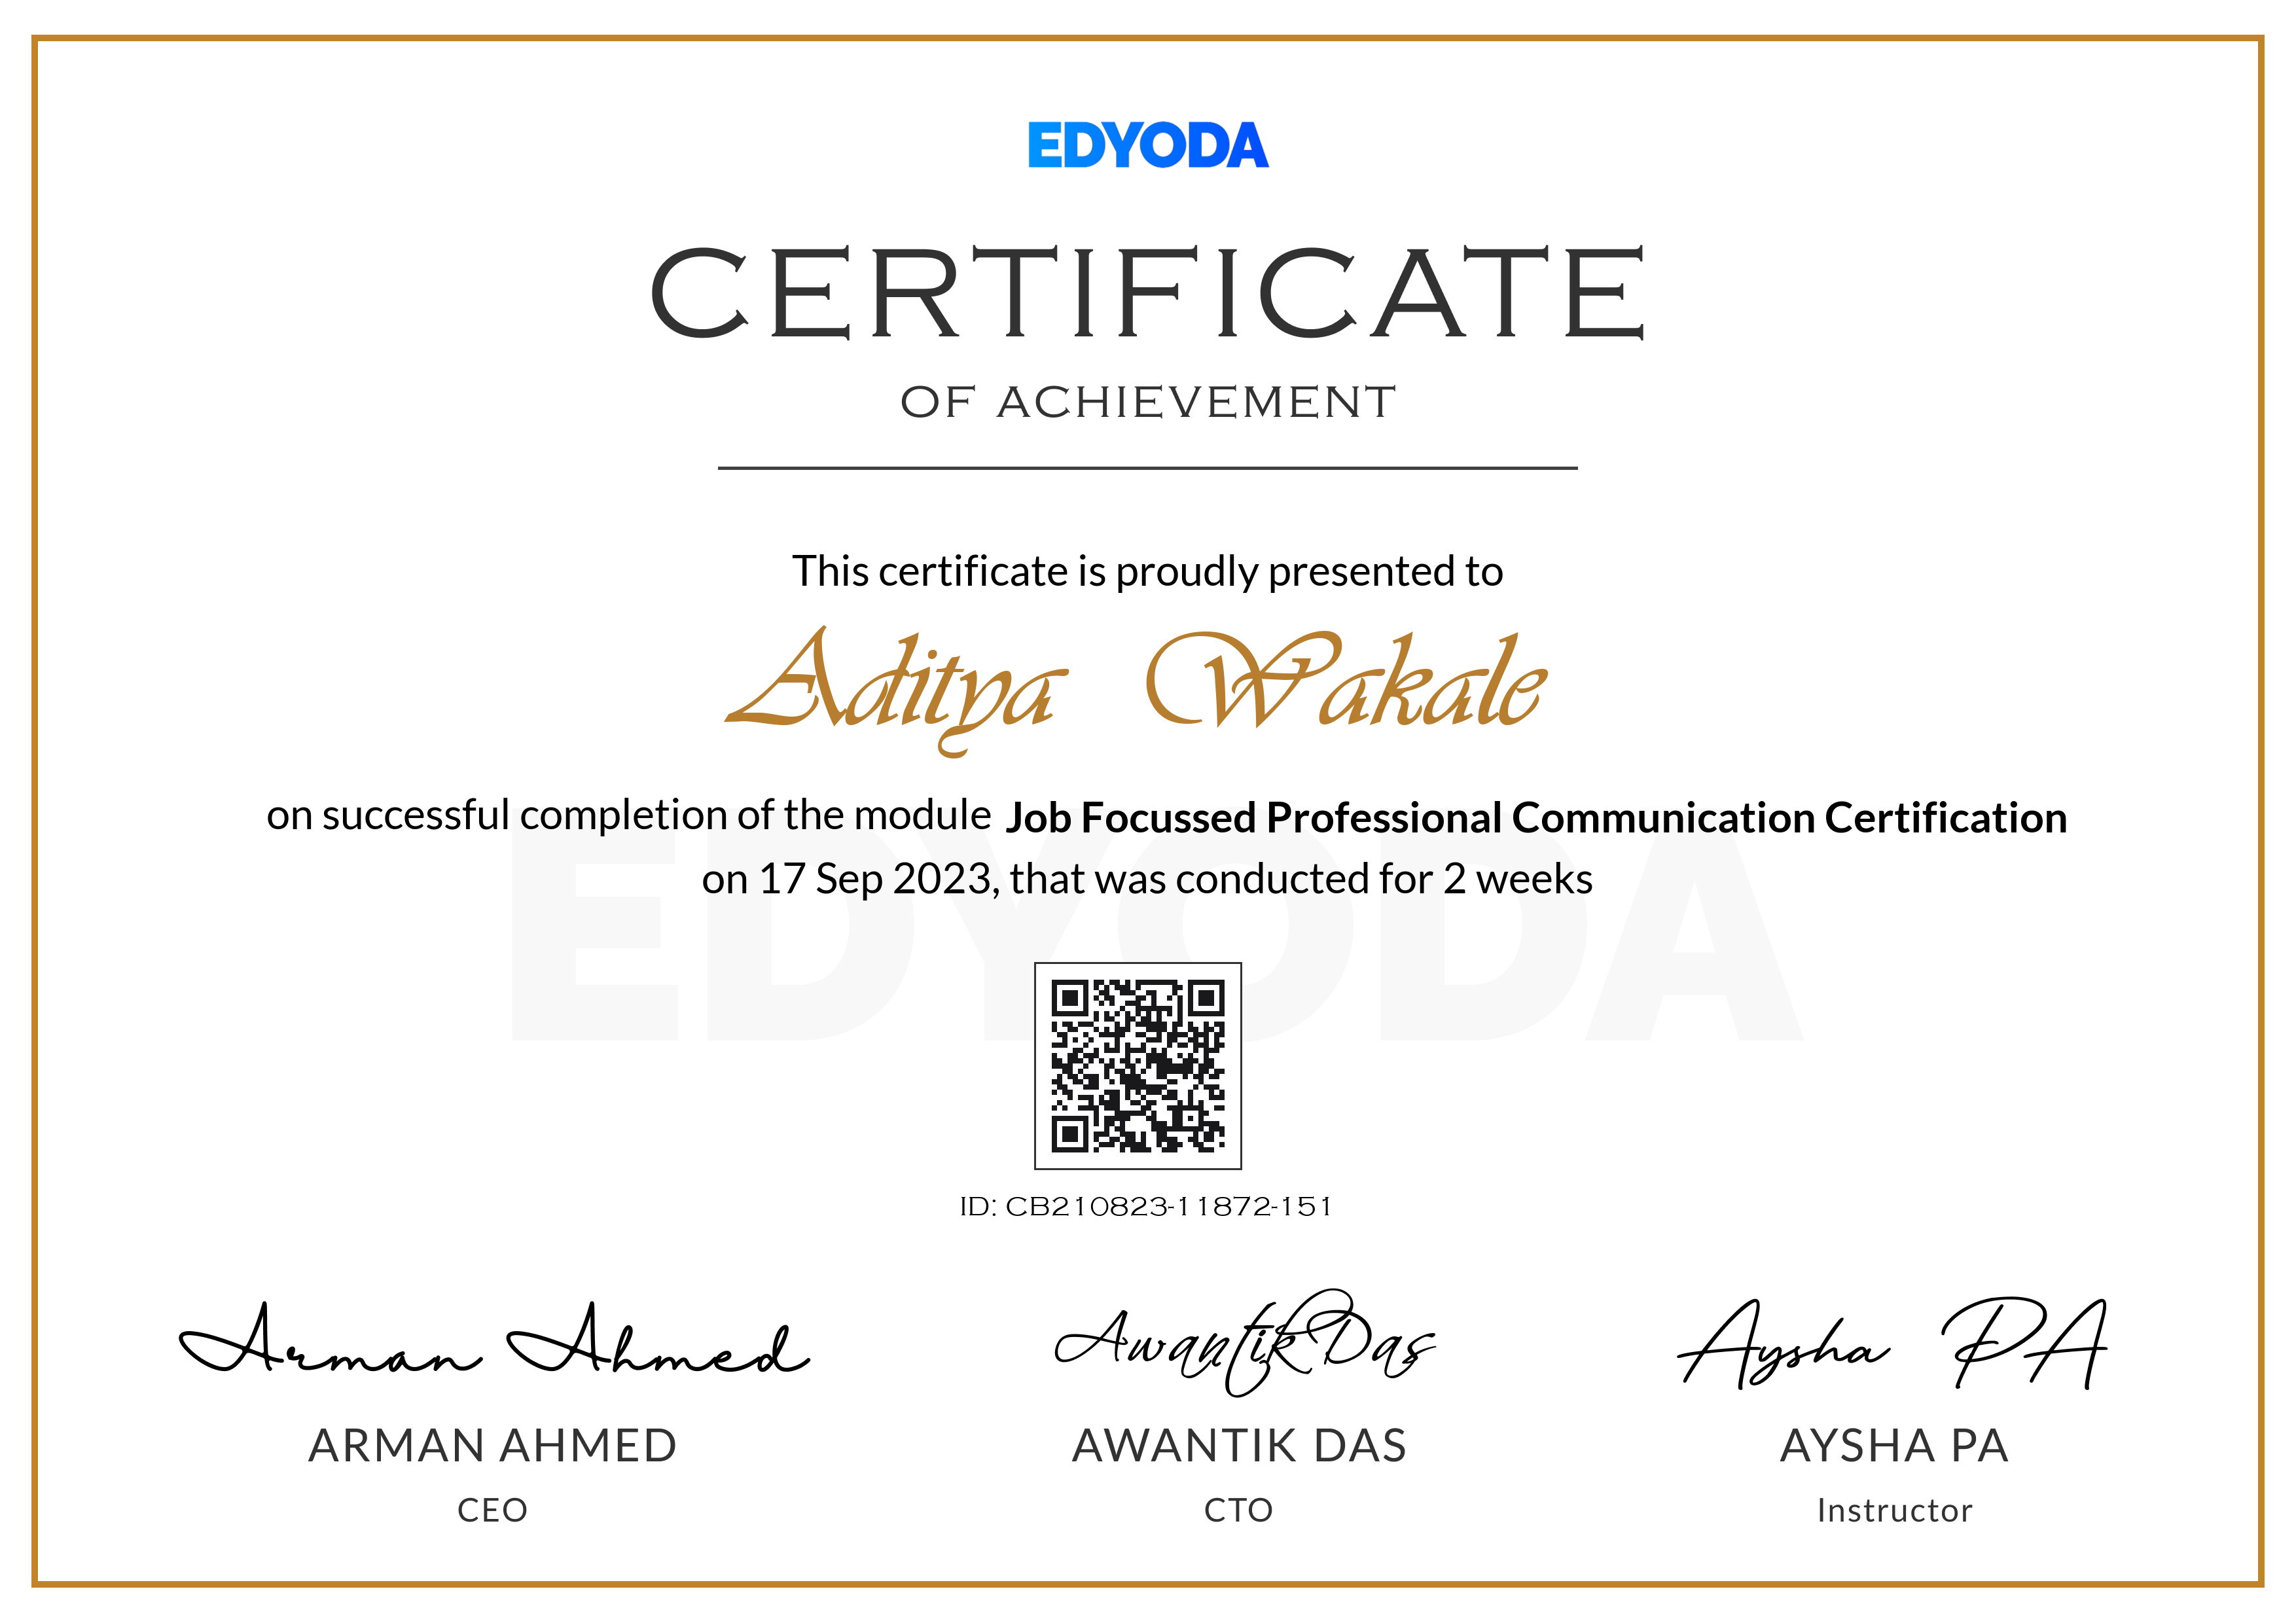 EDYODA
CERTIFICATE
OF ACHIEVEMENT
This certificate is proudly presented to
Aditya Wakale
on successful completion of the module Job Focussed Professional Communication Certification
on 17 Sep 2023, that was conducted for 2 weeks
EDYODA
ID: CB210823-11872-151
Arman Ahmed Awantik Das Aysha PA
ARMAN AHMED AWANTIK DAS AYSHA PA
CEO CTO Instructor